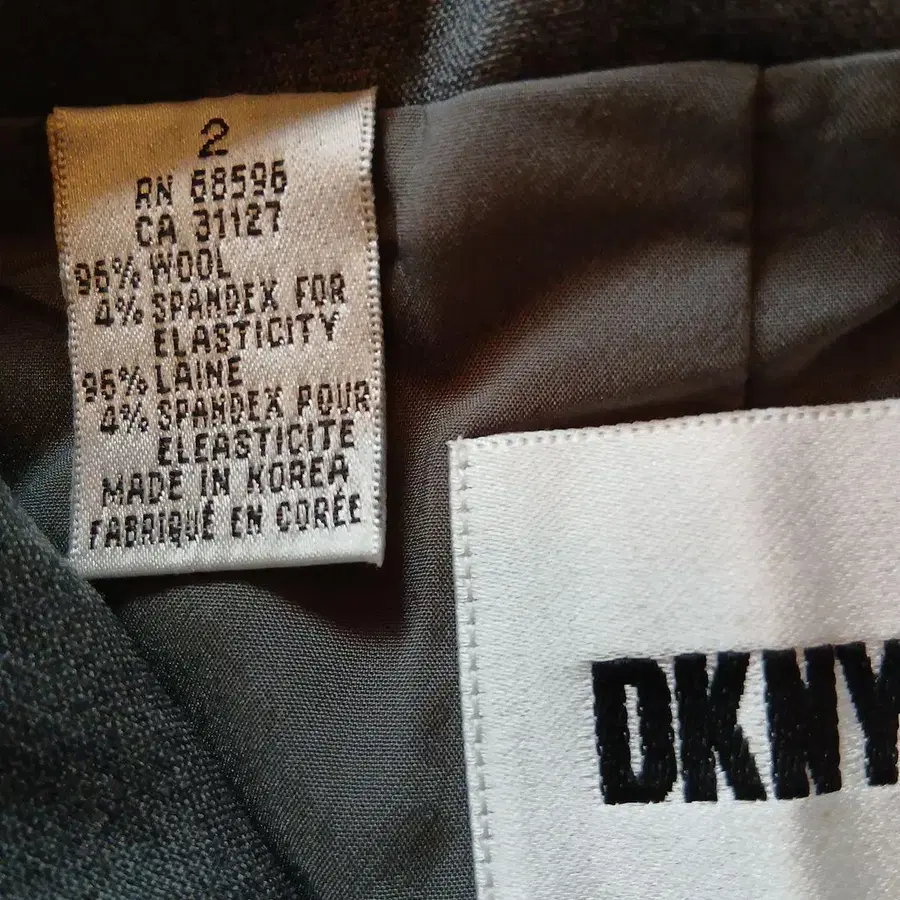 2
RN 68596
CA 31127
96% WOOL
4% SPANDEX FOR
ELASTICITY
96% LAINE
4% SPANDEX POUR
ELEASTICITE
MADE IN KOREA
FABRIQUÉ EN CORÉE
DKNY